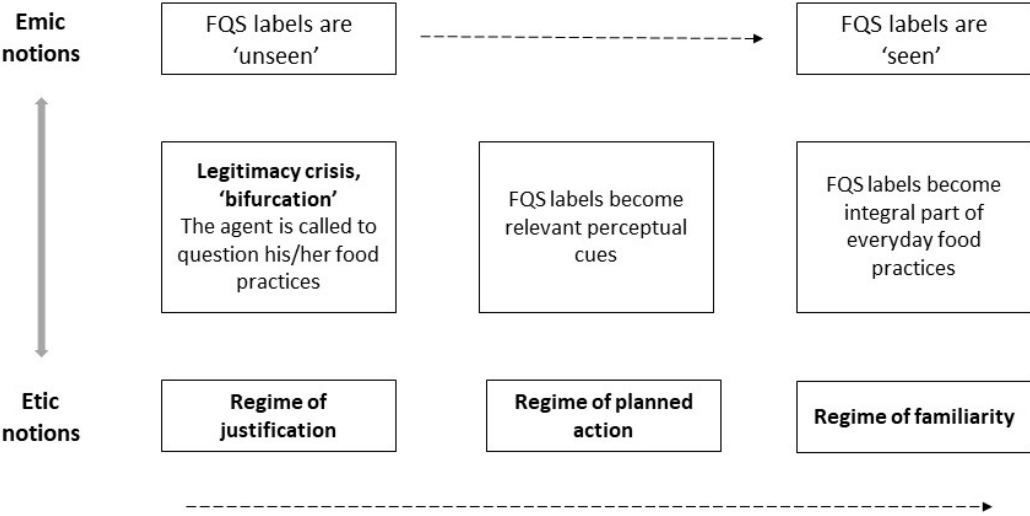 Emic
notions
FQS labels are
‘unseen’
FQS labels are
‘seen’
Legitimacy crisis,
‘bifurcation’
The agent is called to
question his/her food
practices
FQS labels become
relevant perceptual
cues
FQS labels become
integral part of
everyday food
practices
Etic
notions
Regime of
justification
Regime of planned
action
Regime of familiarity